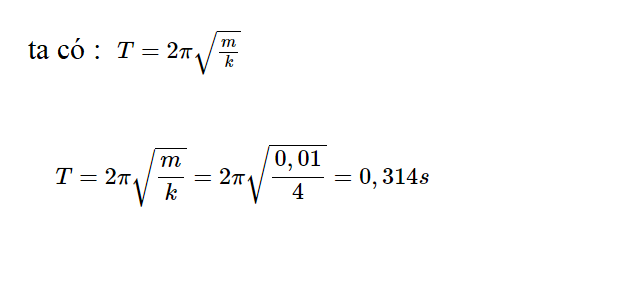 ta có : T = 2π√(m/k)
T = 2π√(m/k) = 2π√(0,01/4) = 0,314s